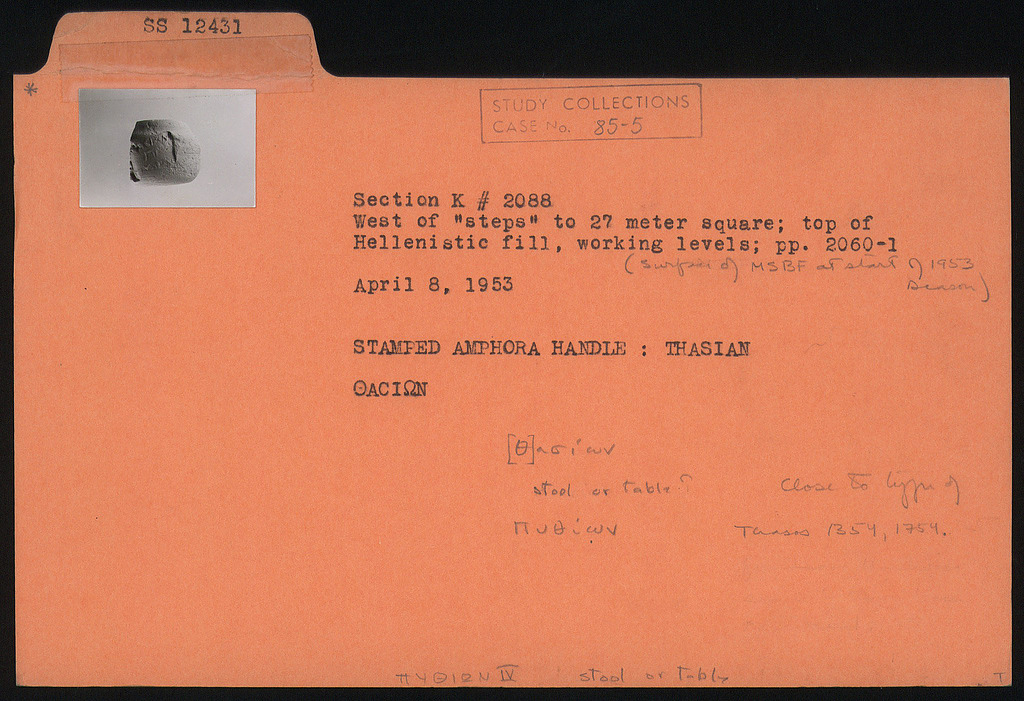 SS 12431
*
STUDY COLLECTIONS
CASE No. 85-5
Section K # 2088
West of "steps" to 27 meter square; top of
Hellenistic fill, working levels; pp. 2060-1
(surface of MSBF at start of 1953
season)
April 8, 1953
STAMPED AMPHORA HANDLE : THASIAN
ΘΑCΙΩΝ
[Θ]ασίων
stool or table? Close to type of
Πυθίων Thasos 1354, 1754.
ΠΥΘΙΩΝ IV stool or table T